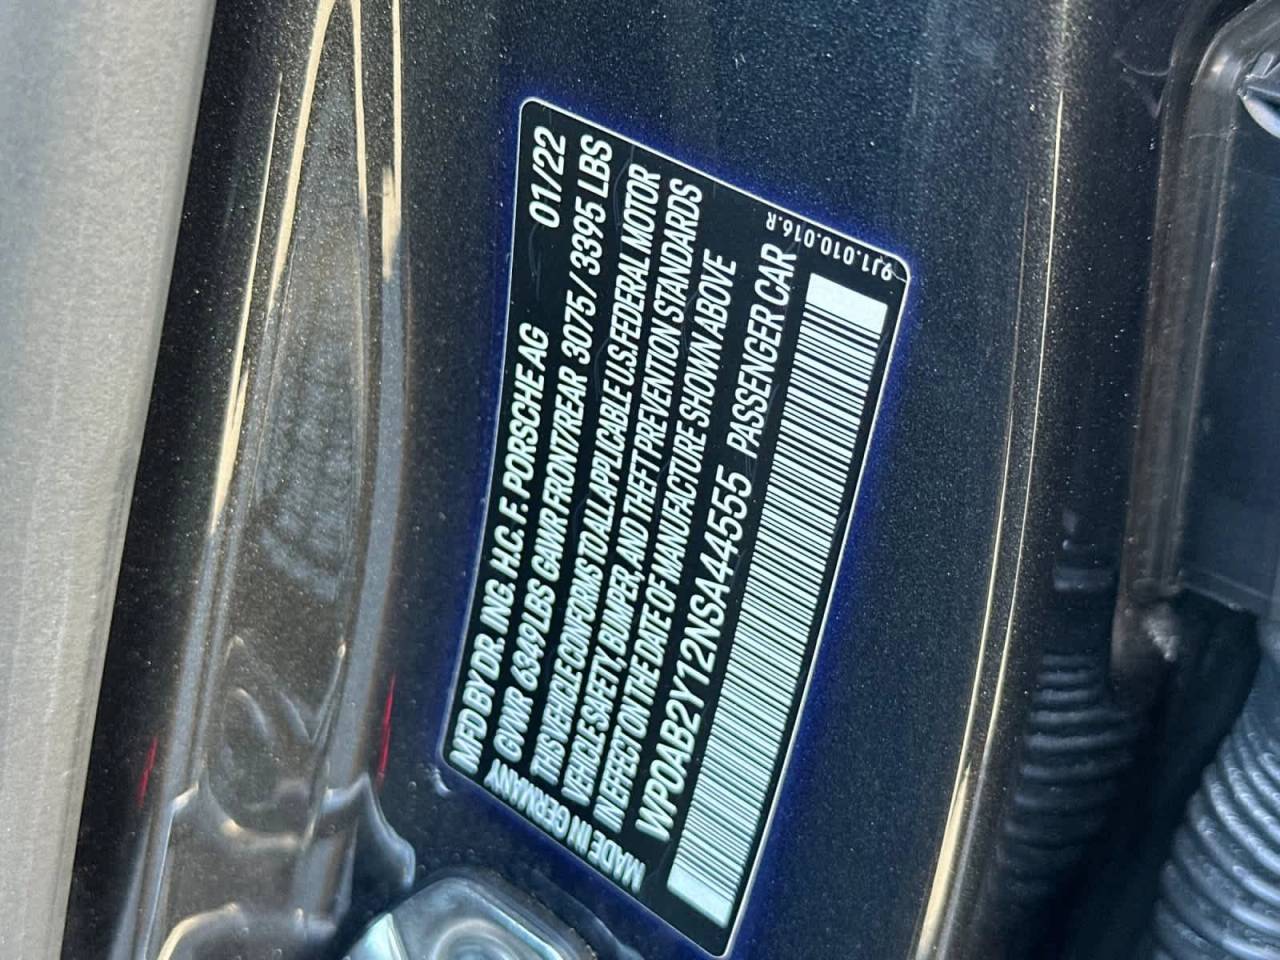 MFD BY DR. ING. H.C. F. PORSCHE AG 01/22
GVWR 6349 LBS GAWR FRONT/REAR 3075 / 3395 LBS
THIS VEHICLE CONFORMS TO ALL APPLICABLE U.S. FEDERAL MOTOR
VEHICLE SAFETY, BUMPER, AND THEFT PREVENTION STANDARDS
IN EFFECT ON THE DATE OF MANUFACTURE SHOWN ABOVE
WP0AB2Y12NSA44555 PASSENGER CAR
MADE IN GERMANY
9J1.010.016.R